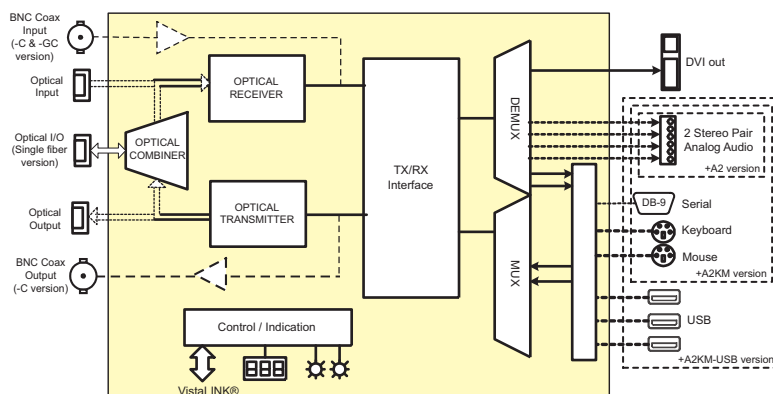 BNC Coax
Input
(-C & -GC
version)
Optical
Input
Optical I/O
(Single fiber
version)
Optical
Output
BNC Coax
Output
(-C version)
OPTICAL
RECEIVER
OPTICAL
COMBINER
OPTICAL
TRANSMITTER
TX/RX
Interface
DEMUX
MUX
Control / Indication
VistaLINK®
DVI out
2 Stereo Pair
Analog Audio
+A2 version
DB-9
Serial
Keyboard
Mouse
+A2KM version
USB
+A2KM-USB version